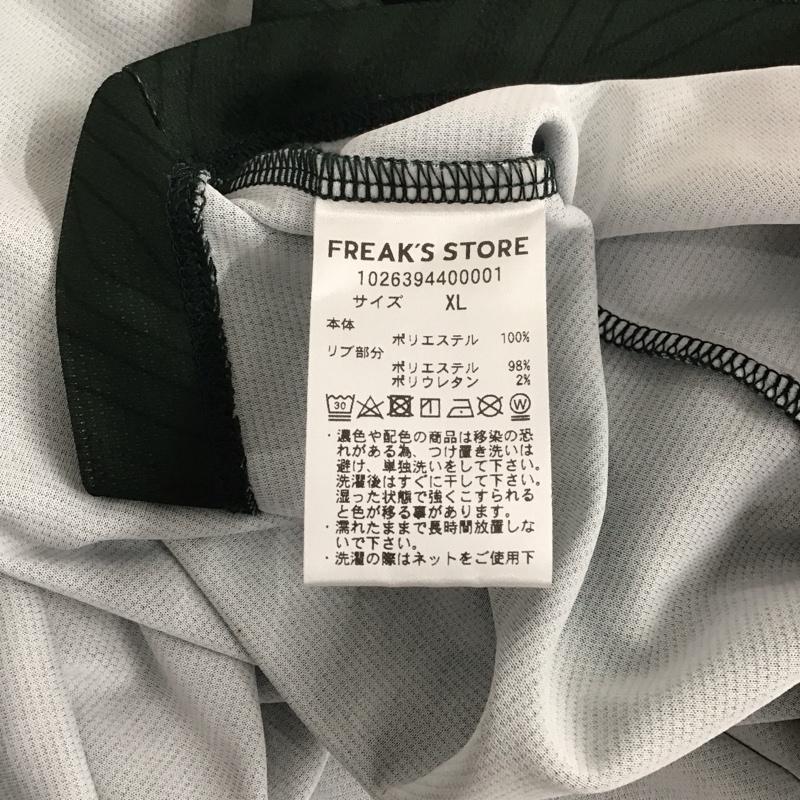 FREAK'S STORE
1026394400001
サイズ XL
本体
ポリエステル 100%
リブ部分
ポリエステル 98%
ポリウレタン 2%
30 W
・濃色や配色の商品は移染の恐
れがある為、つけ置き洗いは
避け、単独洗いをして下さい。
洗濯後はすぐに干して下さい。
湿った状態で強くこすられる
と色が移る事があります。
・濡れたままで長時間放置しな
いで下さい。
・洗濯の際はネットをご使用下